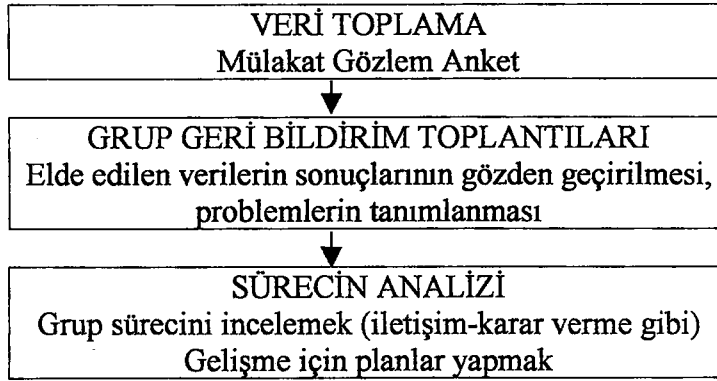 VERİ TOPLAMA
Mülakat Gözlem Anket
GRUP GERİ BİLDİRİM TOPLANTILARI
Elde edilen verilerin sonuçlarının gözden geçirilmesi,
problemlerin tanımlanması
SÜRECİN ANALİZİ
Grup sürecini incelemek (iletişim-karar verme gibi)
Gelişme için planlar yapmak